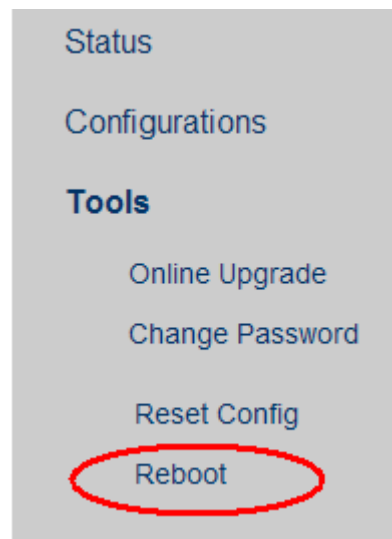 Status
Configurations
Tools
Online Upgrade
Change Password
Reset Config
Reboot